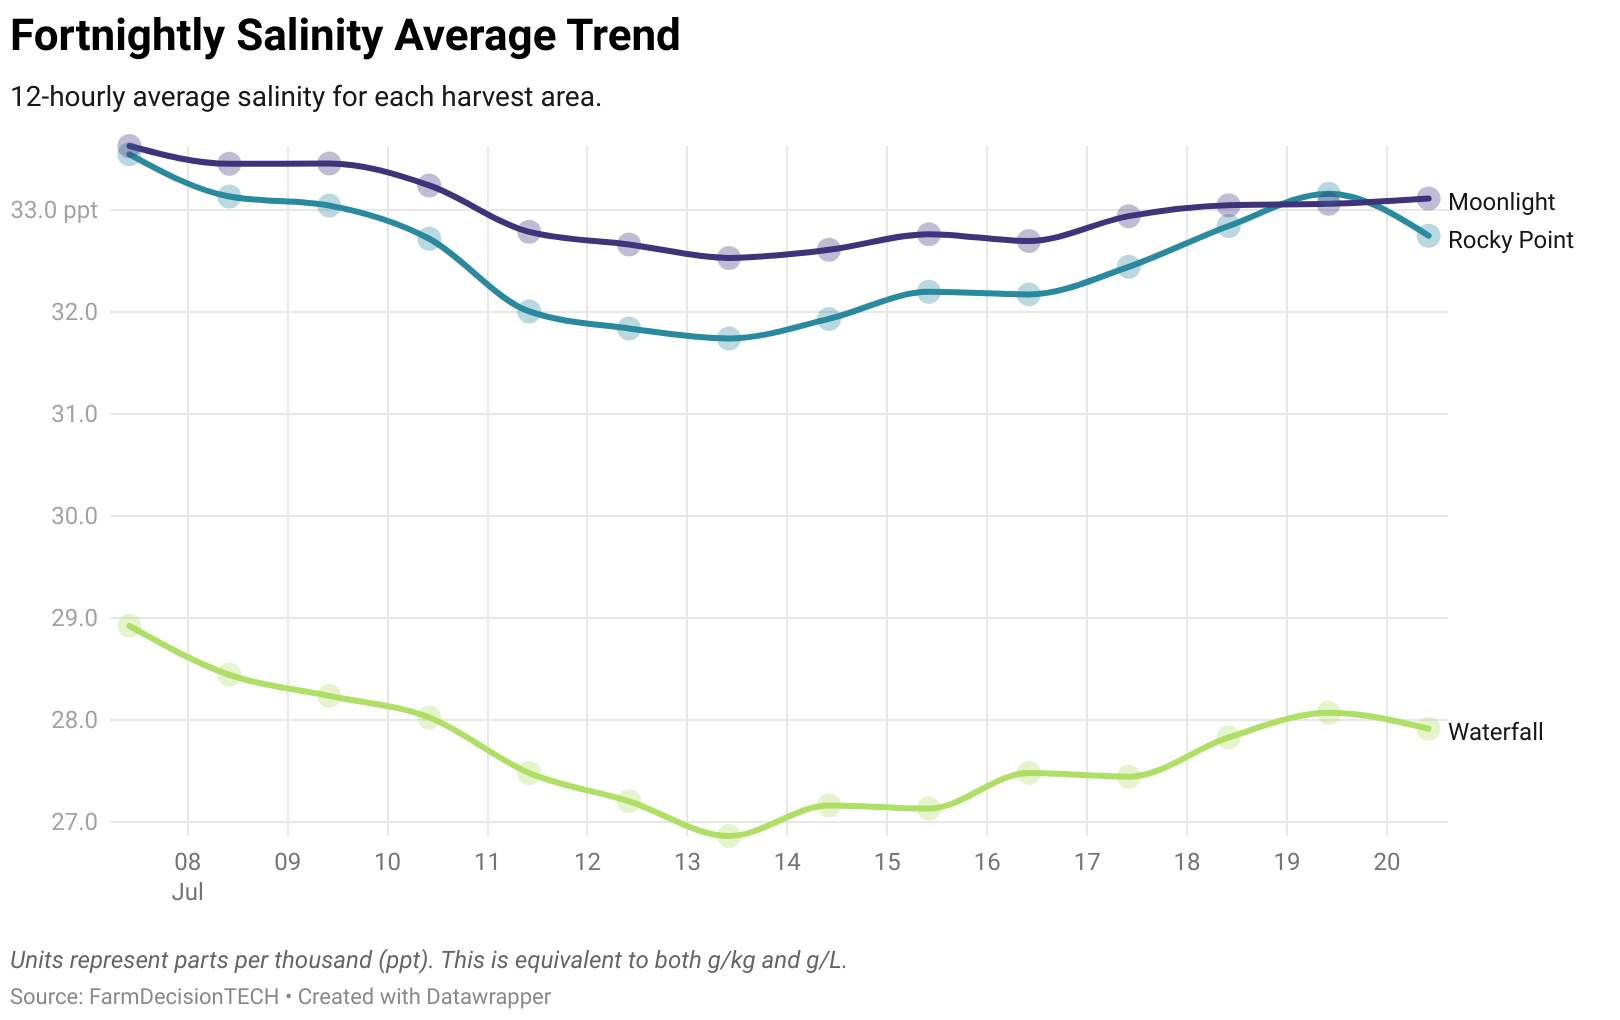 Fortnightly Salinity Average Trend
12-hourly average salinity for each harvest area.
33.0 ppt
32.0
31.0
30.0
29.0
28.0
27.0
Moonlight
Rocky Point
Waterfall
08 09 10 11 12 13 14 15 16 17 18 19 20
Jul
Units represent parts per thousand (ppt). This is equivalent to both g/kg and g/L.
Source: FarmDecisionTECH • Created with Datawrapper